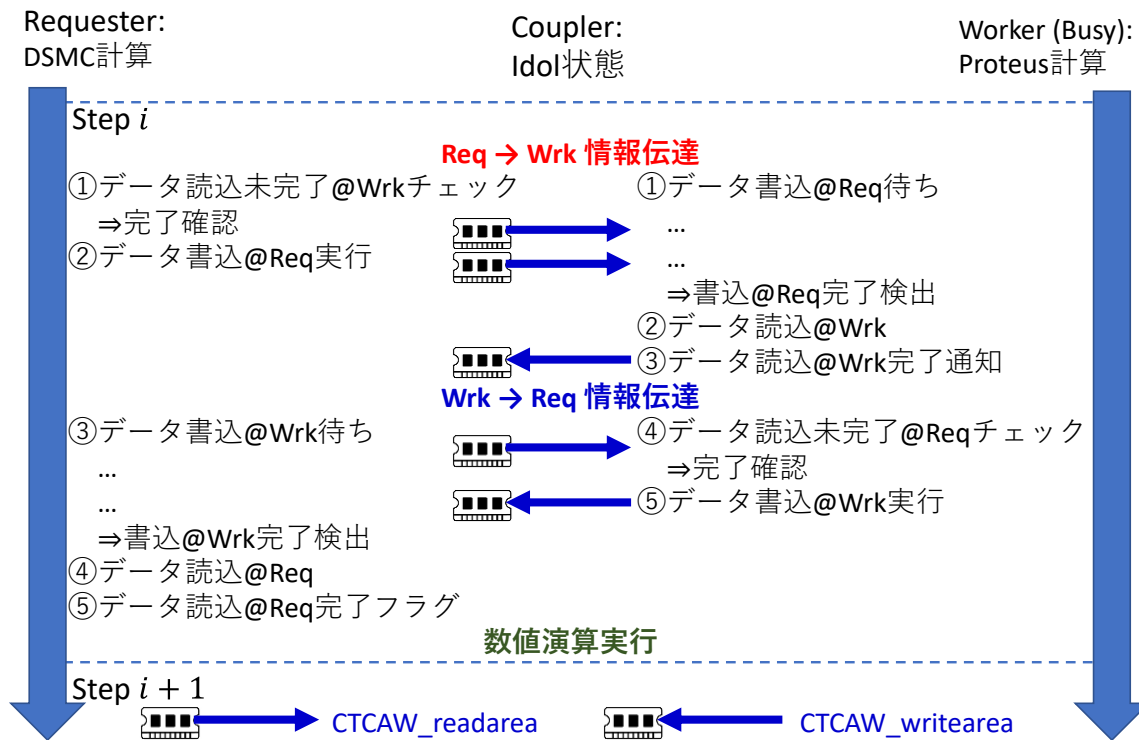 Requester:
DSMC計算
Coupler:
Idol状態
Worker (Busy):
Proteus計算
Step i
Req → Wrk 情報伝達
①データ読込未完了@Wrkチェック
⇒完了確認
②データ書込@Req実行
①データ書込@Req待ち
...
...
⇒書込@Req完了検出
②データ読込@Wrk
③データ読込@Wrk完了通知
Wrk → Req 情報伝達
③データ書込@Wrk待ち
...
...
⇒書込@Wrk完了検出
④データ読込@Req
⑤データ読込@Req完了フラグ
④データ読込未完了@Reqチェック
⇒完了確認
⑤データ書込@Wrk実行
数値演算実行
Step i + 1
CTCAW_readarea
CTCAW_writearea